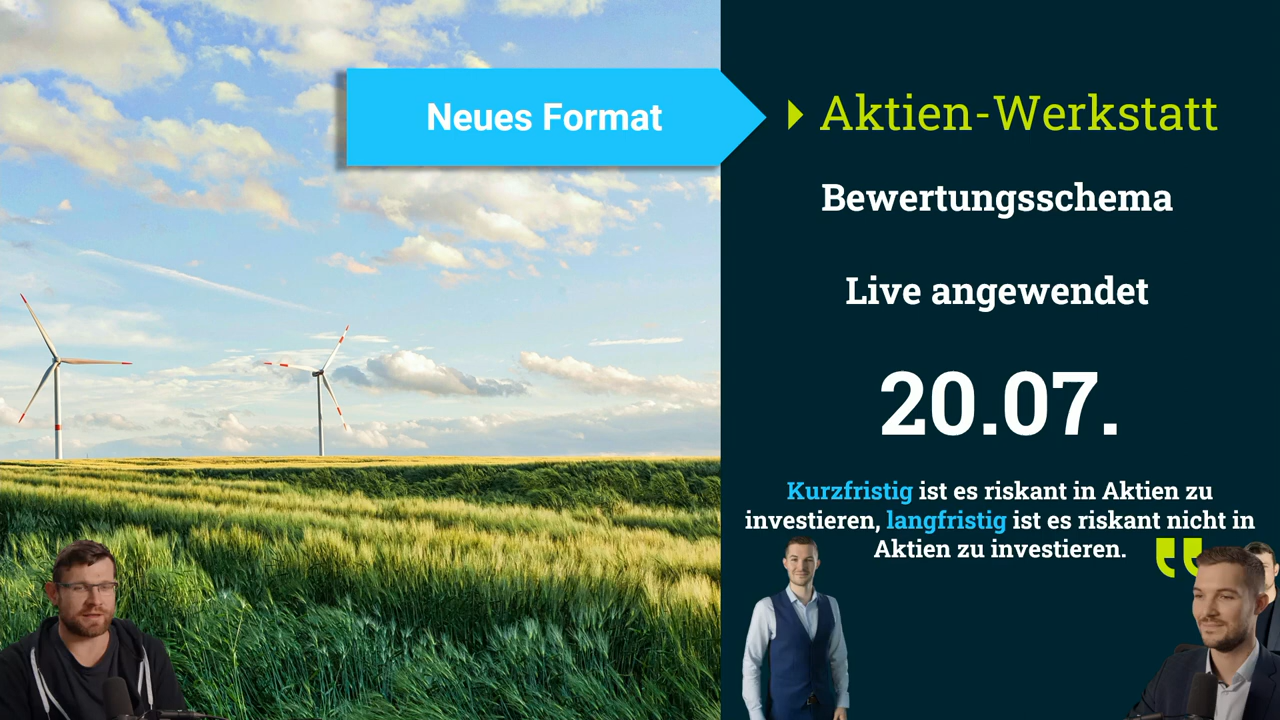 Neues Format
Aktien-Werkstatt
Bewertungsschema
Live angewendet
20.07.
Kurzfristig ist es riskant in Aktien zu
investieren, langfristig ist es riskant nicht in
Aktien zu investieren.